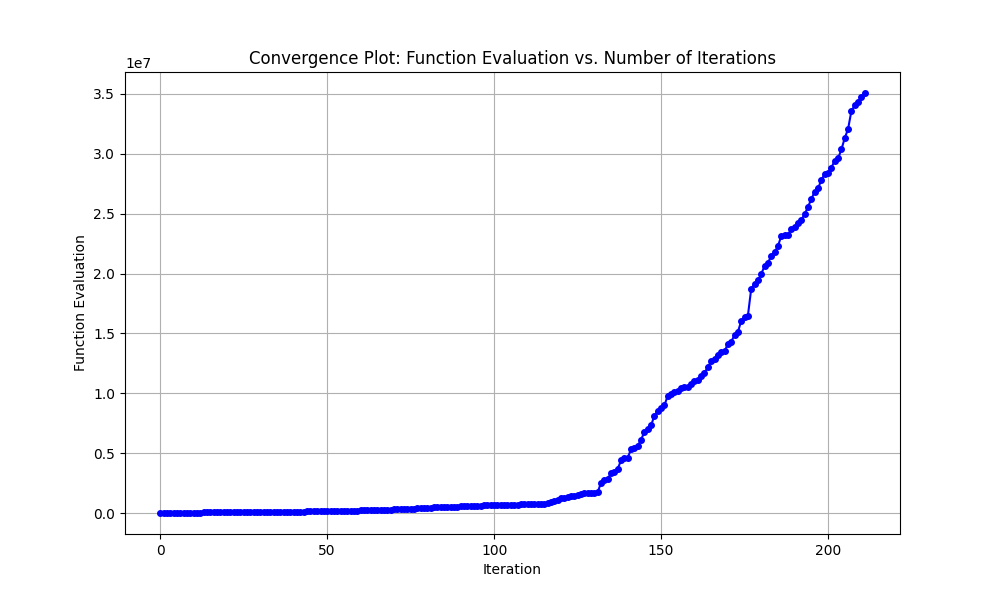 Convergence Plot: Function Evaluation vs. Number of Iterations
1e7
3.5
3.0
2.5
2.0
1.5
1.0
0.5
0.0
Function Evaluation
0 50 100 150 200
Iteration